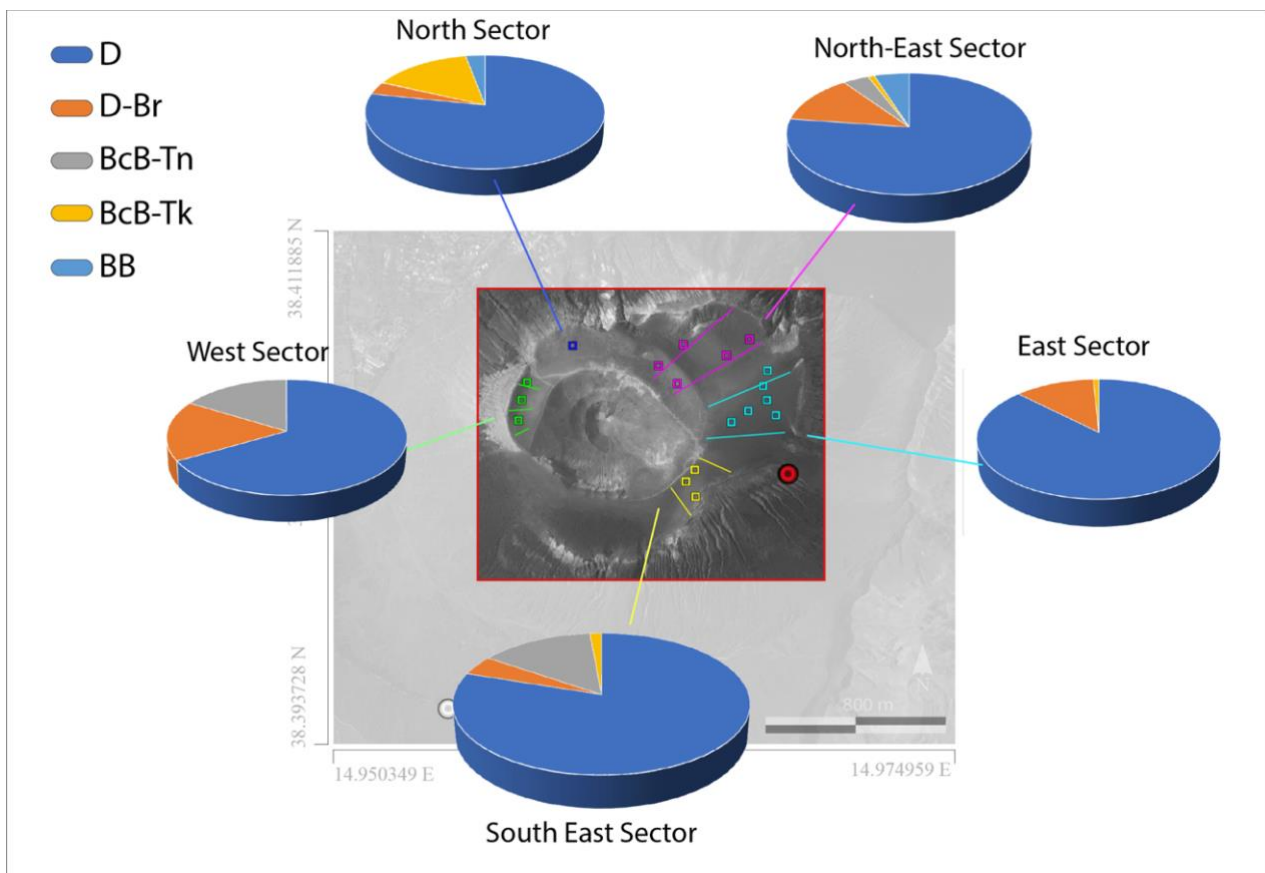 D
D-Br
BcB-Tn
BcB-Tk
BB
North Sector
North-East Sector
38.411885 N
West Sector
East Sector
38.393728 N
N
800 m
14.950349 E
14.974959 E
South East Sector